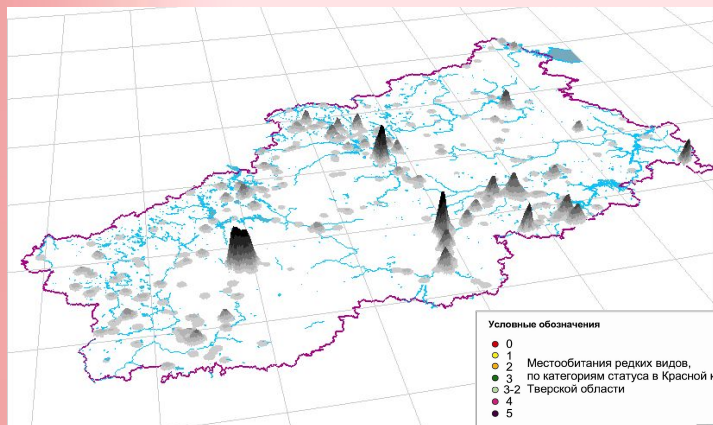 Условные обозначения
0
1
2
3
3-2
4
5
Местообитания редких видов,
по категориям статуса в Красной к
Тверской области